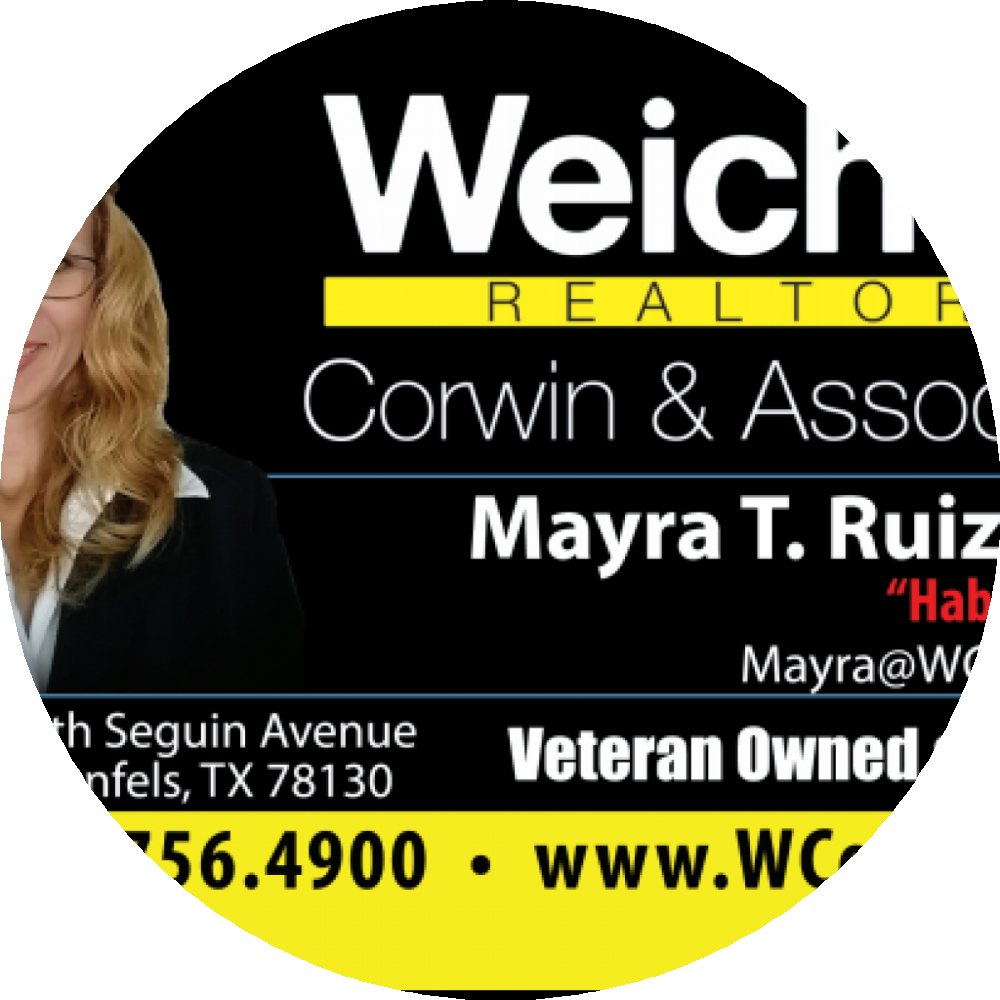 Weich
REALTOR
Corwin & Assoc
Mayra T. Ruiz
“Hab
Mayra@WC
th Seguin Avenue
nfels, TX 78130
Veteran Owned
756.4900 • www.WCo